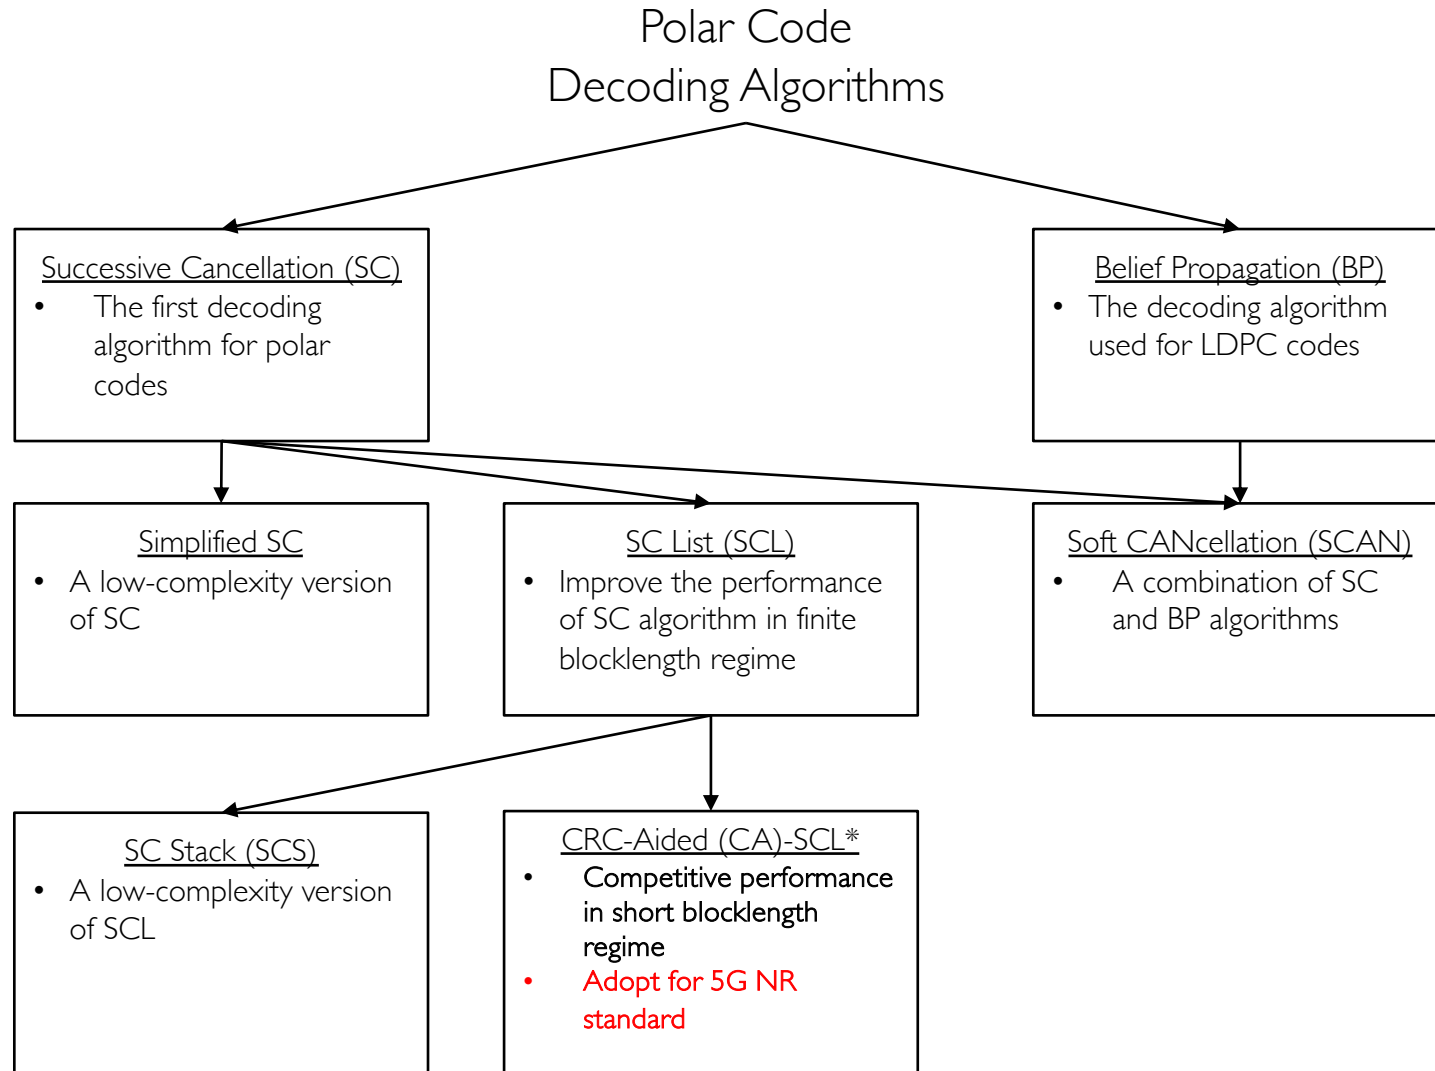 Polar Code
Decoding Algorithms
Successive Cancellation (SC)
• The first decoding
algorithm for polar
codes
Belief Propagation (BP)
• The decoding algorithm
used for LDPC codes
Simplified SC
• A low-complexity version
of SC
SC List (SCL)
• Improve the performance
of SC algorithm in finite
blocklength regime
Soft CANcellation (SCAN)
• A combination of SC
and BP algorithms
SC Stack (SCS)
• A low-complexity version
of SCL
CRC-Aided (CA)-SCL*
• Competitive performance
in short blocklength
regime
• Adopt for 5G NR
standard